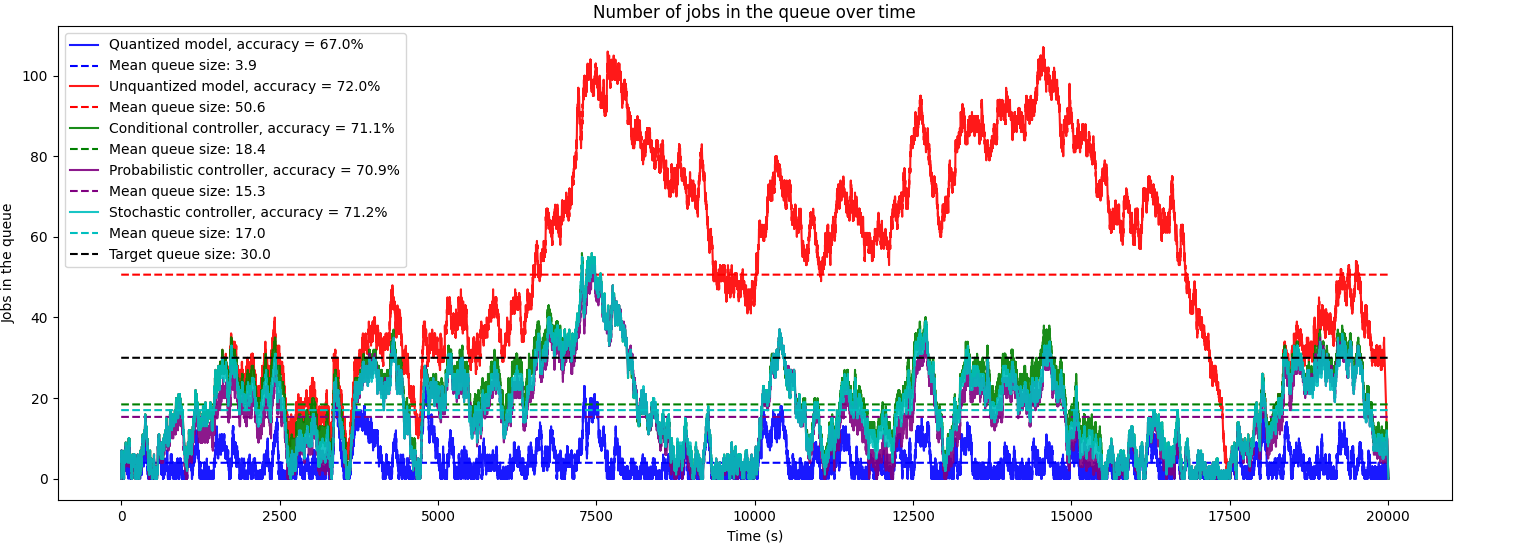 Number of jobs in the queue over time
Quantized model, accuracy = 67.0%
Mean queue size: 3.9
Unquantized model, accuracy = 72.0%
Mean queue size: 50.6
Conditional controller, accuracy = 71.1%
Mean queue size: 18.4
Probabilistic controller, accuracy = 70.9%
Mean queue size: 15.3
Stochastic controller, accuracy = 71.2%
Mean queue size: 17.0
Target queue size: 30.0
Jobs in the queue
100
80
60
40
20
0
0 2500 5000 7500 10000 12500 15000 17500 20000
Time (s)